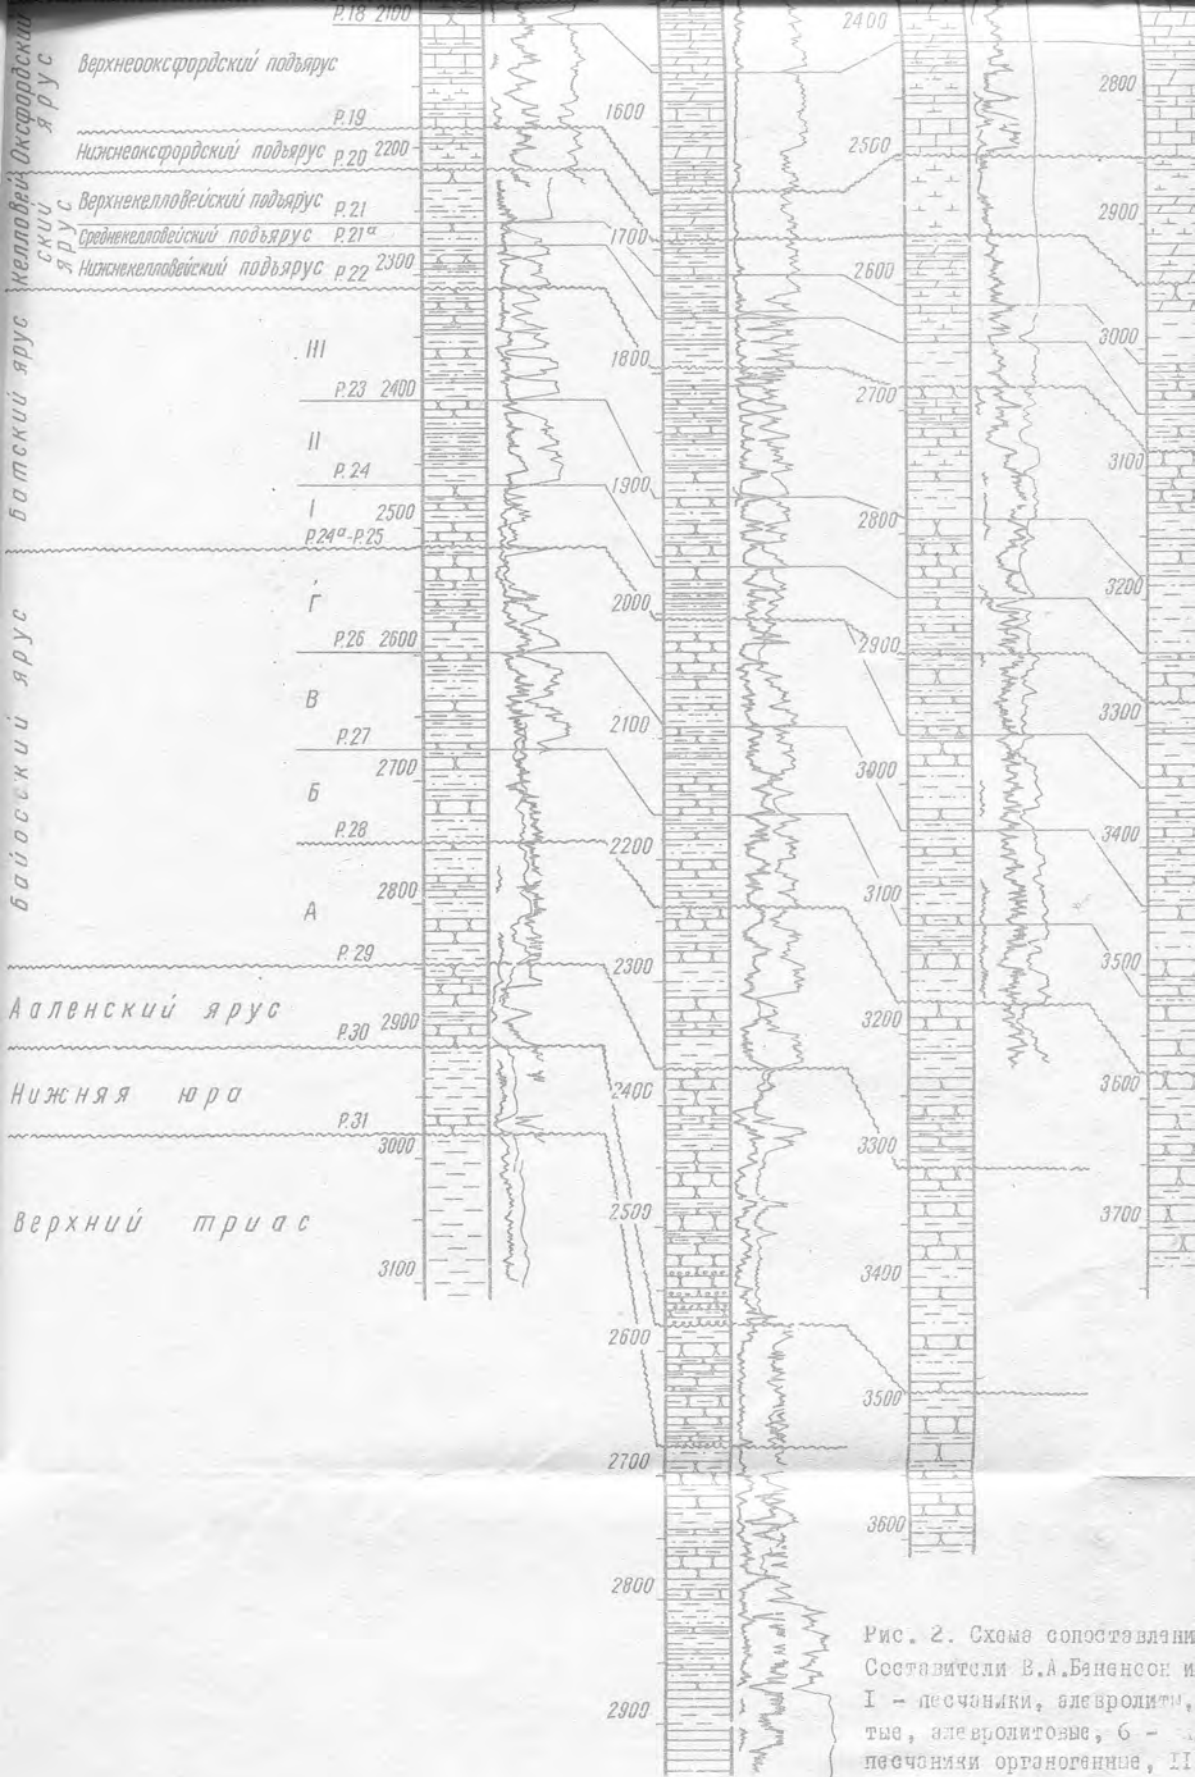 Р.18 2100
Оксфордский
ярус
Верхнеооксфордский подъярус
Р.19
Нижнеоксфордский подъярус Р.20 2200
Келловей-
ский
ярус
Верхнекелловейский подъярус Р.21
Среднекелловейский подъярус Р.21а
Нижнекелловейский подъярус Р.22 2300
Батский ярус
III
Р.23 2400
II
Р.24
I 2500
Р.24а-Р.25
Байосский ярус
Г
Р.26 2600
В
Р.27
2700
Б
Р.28
2800
А
Р.29
Ааленский ярус
Р.30 2900
Нижняя юра
Р.31
3000
Верхний триас
3100
1600
1700
1800
1900
2000
2100
2200
2300
2400
2500
2600
2700
2800
2900
2400
2500
2600
2700
2800
2900
3000
3100
3200
3300
3400
3500
3600
2800
2900
3000
3100
3200
3300
3400
3500
3600
3700
Рис. 2. Схема сопоставлени
Составители В.А.Бененсон и
I - песчаники, алевролиты,
тые, алевролитовые, 6 -
песчаники органогенные, II